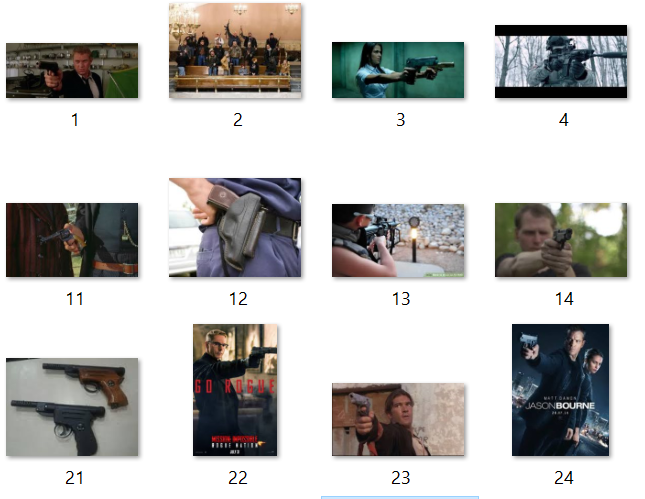 1
2
3
4
11
12
13
14
GO ROGUE
MISSION: IMPOSSIBLE
ROGUE NATION
MATT DAMON
JASON BOURNE
21
22
23
24